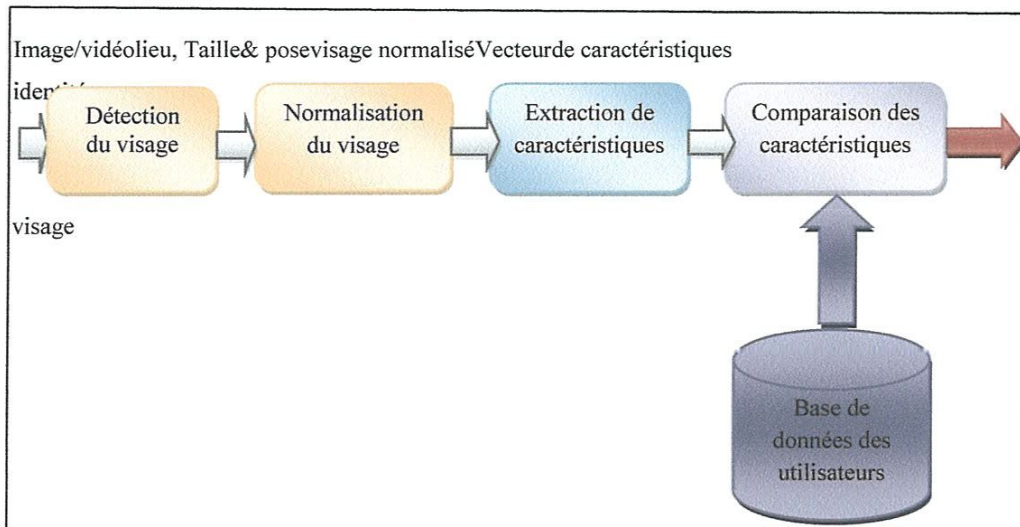 Image/vidéolieu, Taille& posevisage normaliséVecteurde caractéristiques
identité
Détection
du visage
Normalisation
du visage
Extraction de
caractéristiques
Comparaison des
caractéristiques
visage
Base de
données des
utilisateurs